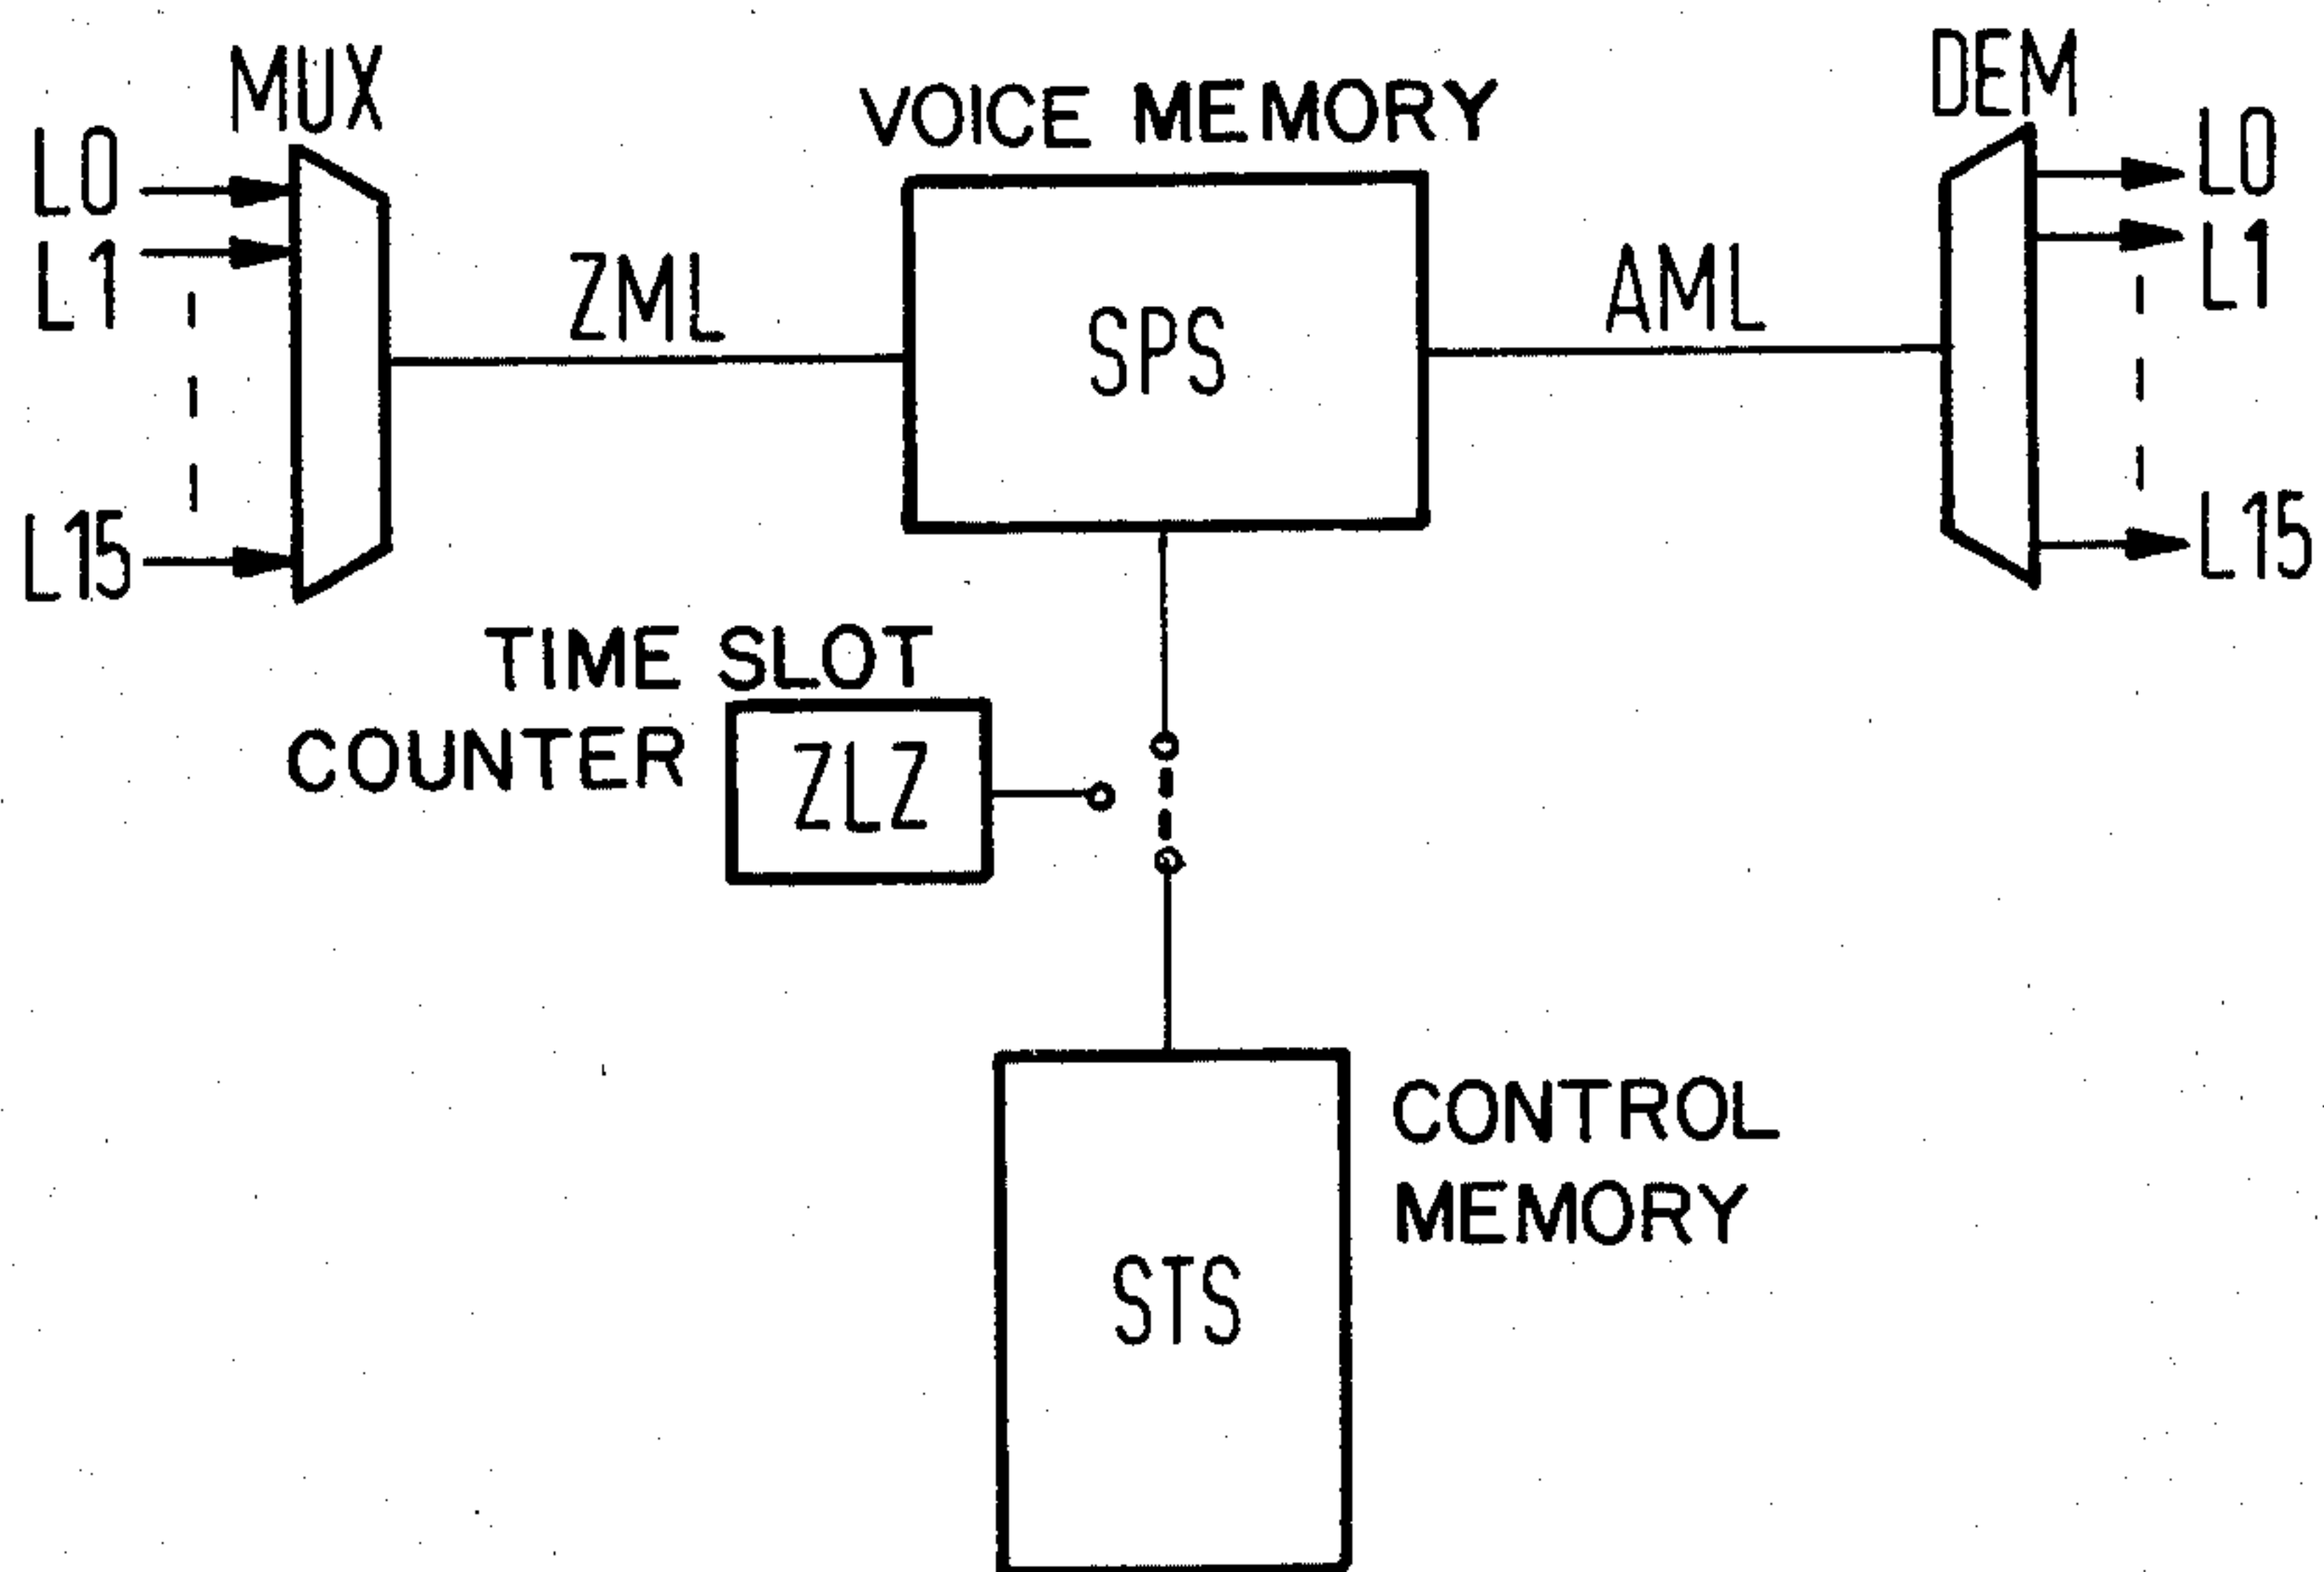 MUX
DEM
VOICE MEMORY
L0
L0
L1
L1
ZML
AML
SPS
L15
L15
TIME SLOT
COUNTER
ZLZ
CONTROL
MEMORY
STS